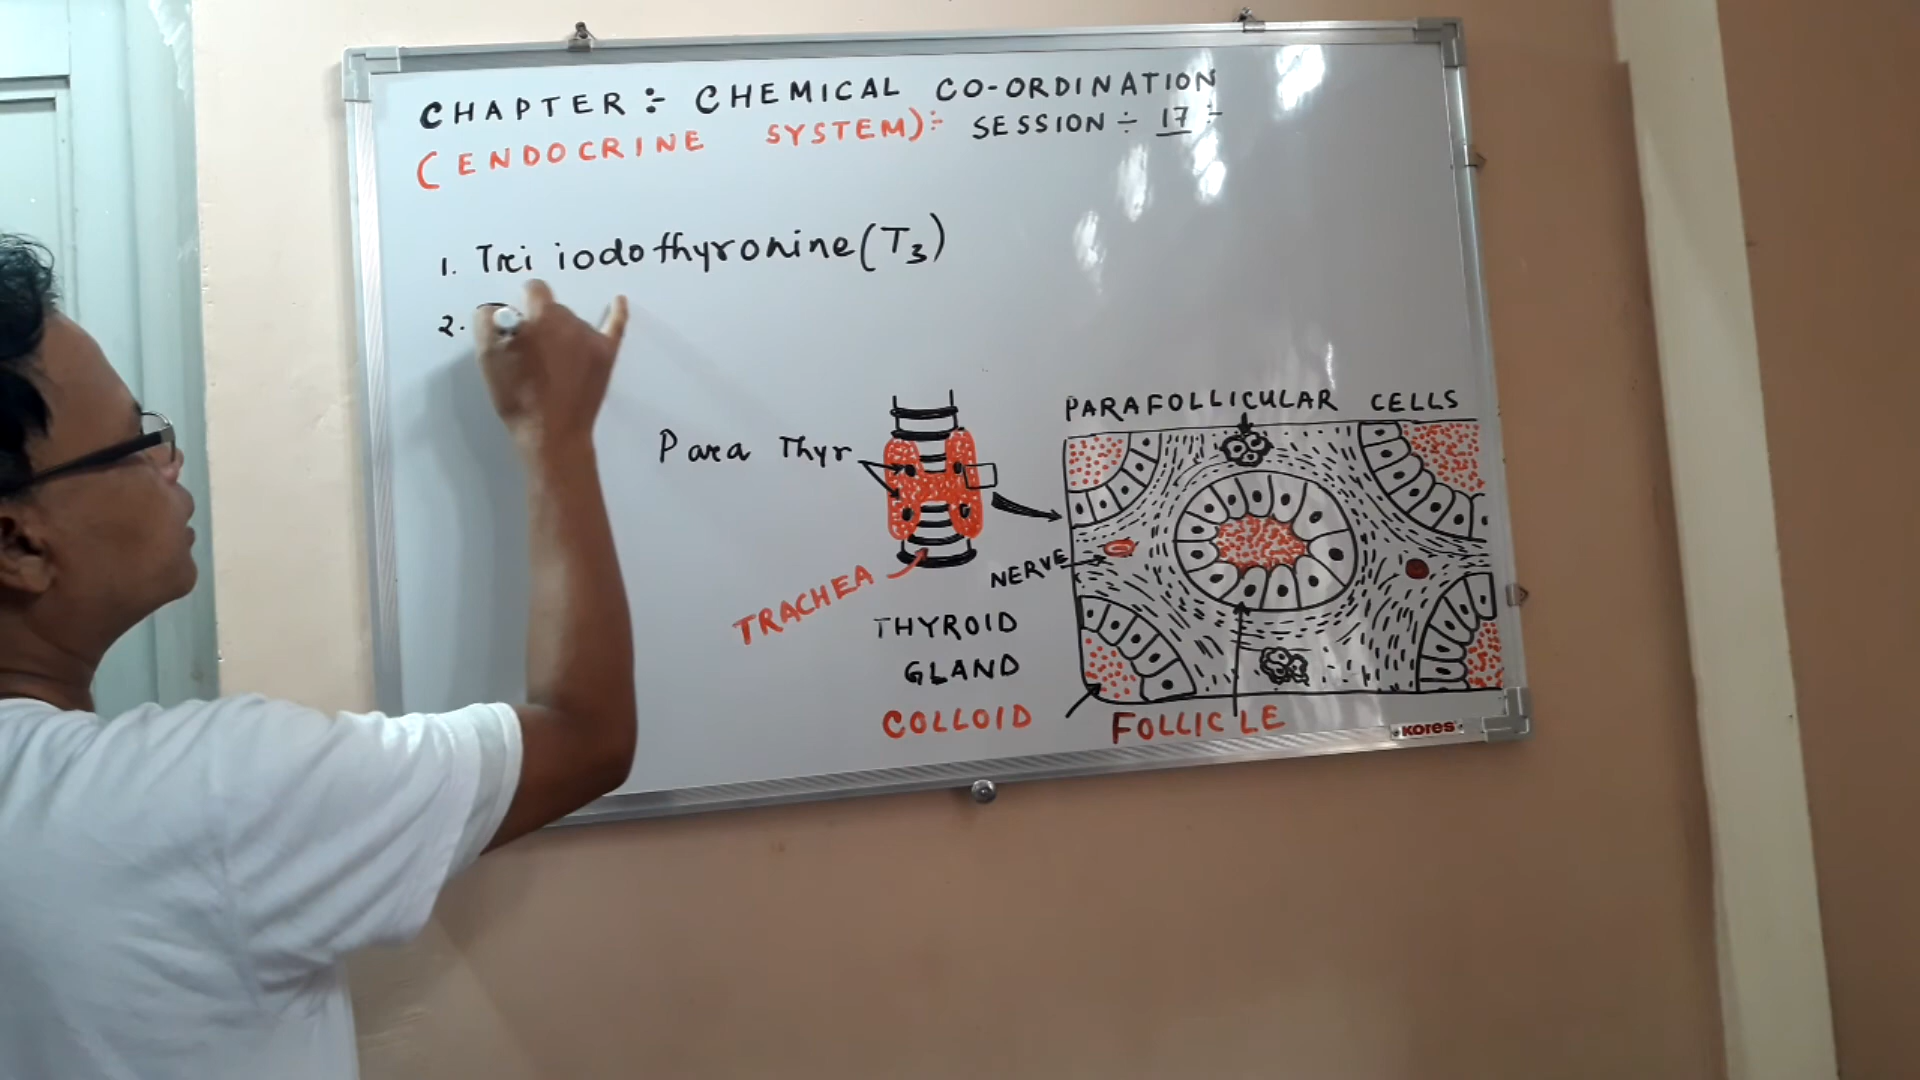 CHAPTER :- CHEMICAL CO-ORDINATION
(ENDOCRINE SYSTEM):- SESSION ÷ 17 ÷
1. Tri iodothyronine (T3)
2.
Para Thyr
PARAFOLLICULAR CELLS
NERVE
TRACHEA
THYROID
GLAND
COLLOID
FOLLICLE
kores